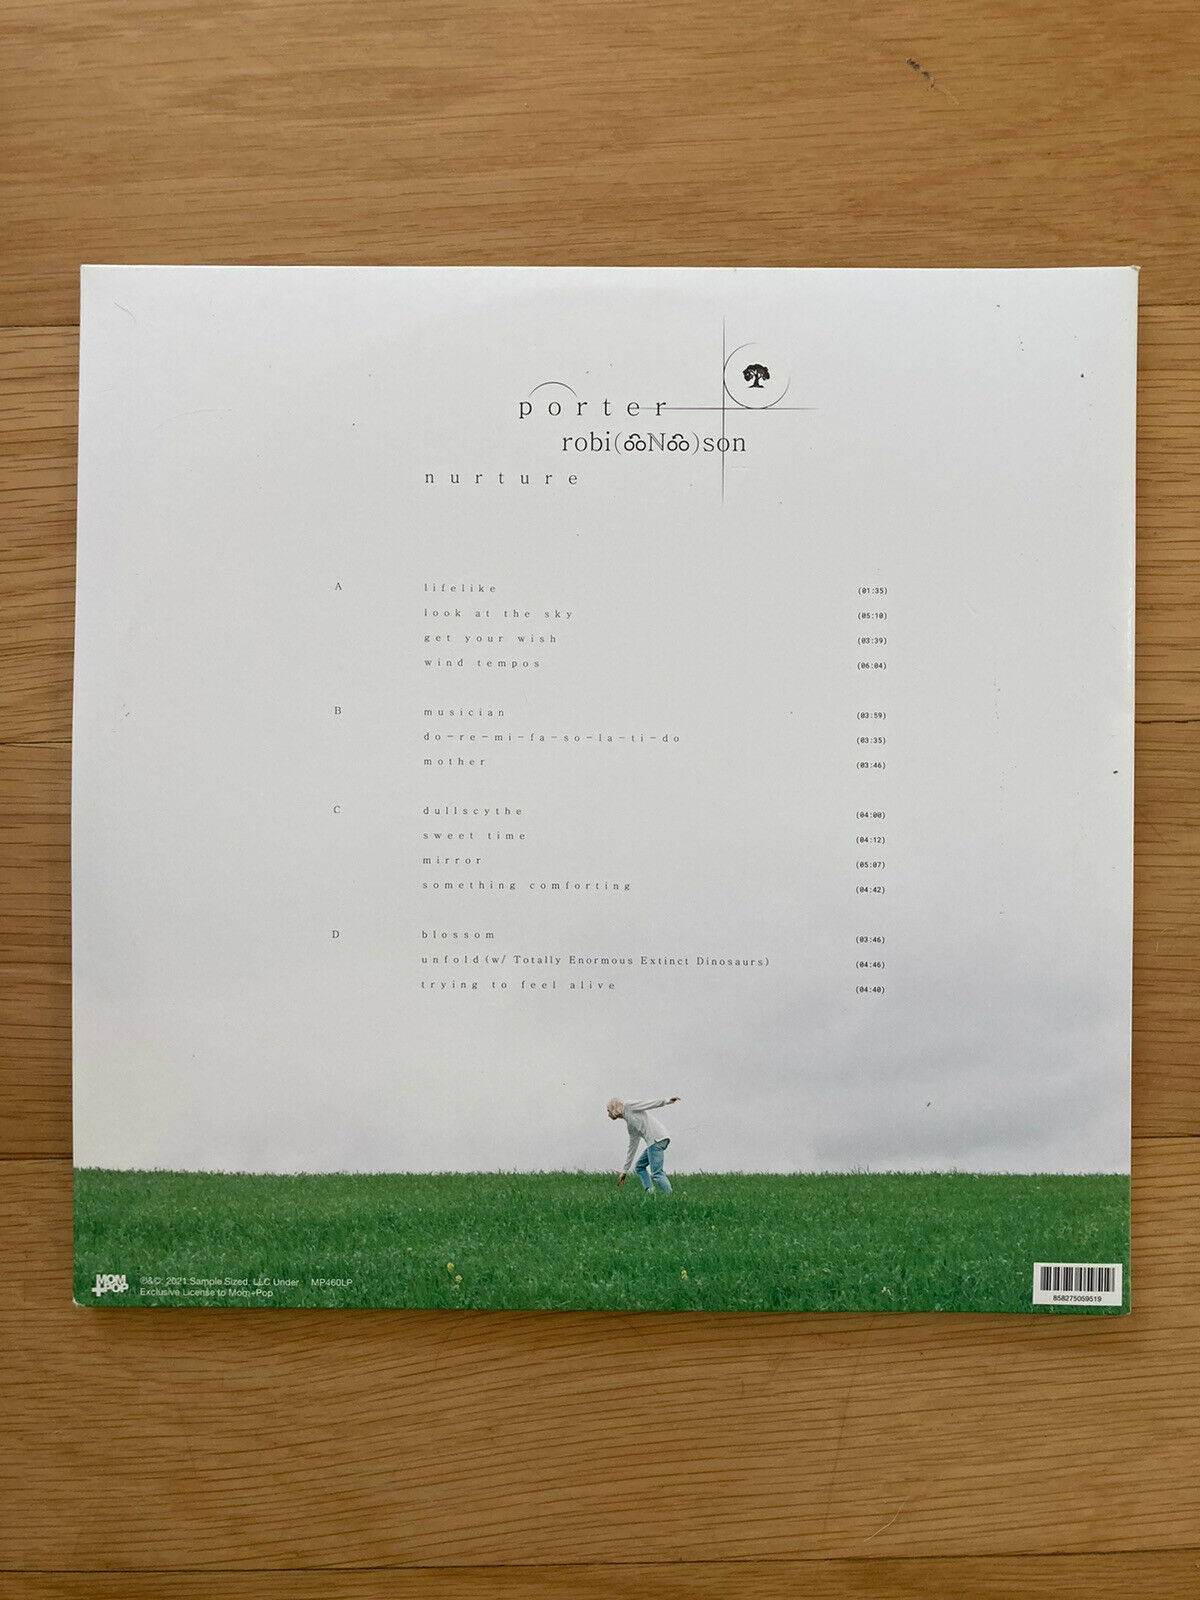 porter
robi(ôôNôô)son
nurture
A lifelike (01:35)
look at the sky (05:10)
get your wish (03:39)
wind tempos (06:04)
B musician (03:59)
do-re-mi-fa-so-la-ti-do (03:35)
mother (03:46)
C dullscythe (04:00)
sweet time (04:12)
mirror (05:07)
something comforting (04:42)
D blossom (03:46)
unfold (w/ Totally Enormous Extinct Dinosaurs) (04:46)
trying to feel alive (04:40)
MOM
+POP
℗&©. 2021 Sample Sized, LLC Under MP460LP
Exclusive License to Mom+Pop
858275059519